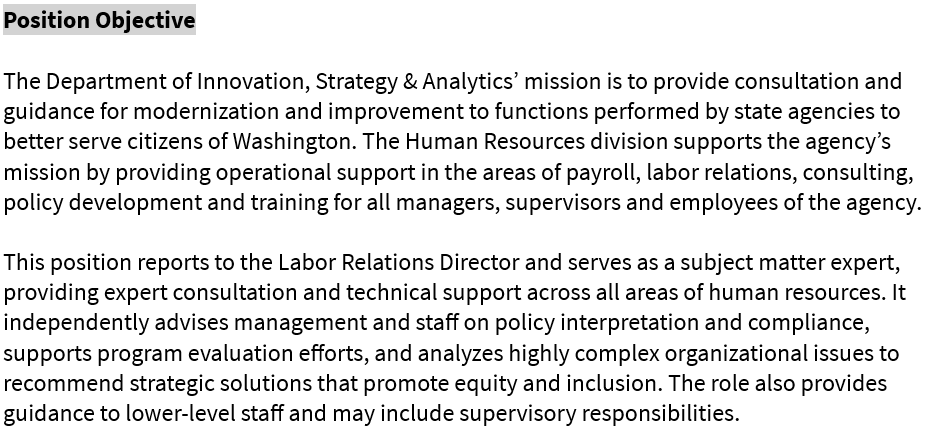 Position Objective
The Department of Innovation, Strategy & Analytics’ mission is to provide consultation and
guidance for modernization and improvement to functions performed by state agencies to
better serve citizens of Washington. The Human Resources division supports the agency’s
mission by providing operational support in the areas of payroll, labor relations, consulting,
policy development and training for all managers, supervisors and employees of the agency.
This position reports to the Labor Relations Director and serves as a subject matter expert,
providing expert consultation and technical support across all areas of human resources. It
independently advises management and staff on policy interpretation and compliance,
supports program evaluation efforts, and analyzes highly complex organizational issues to
recommend strategic solutions that promote equity and inclusion. The role also provides
guidance to lower-level staff and may include supervisory responsibilities.